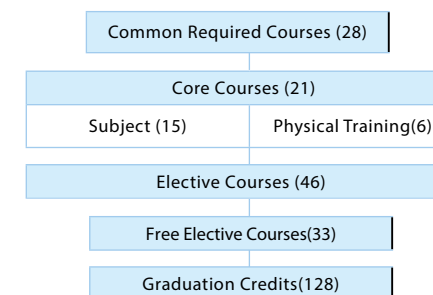 Common Required Courses (28)
Core Courses (21)
Subject (15)
Physical Training(6)
Elective Courses (46)
Free Elective Courses(33)
Graduation Credits(128)